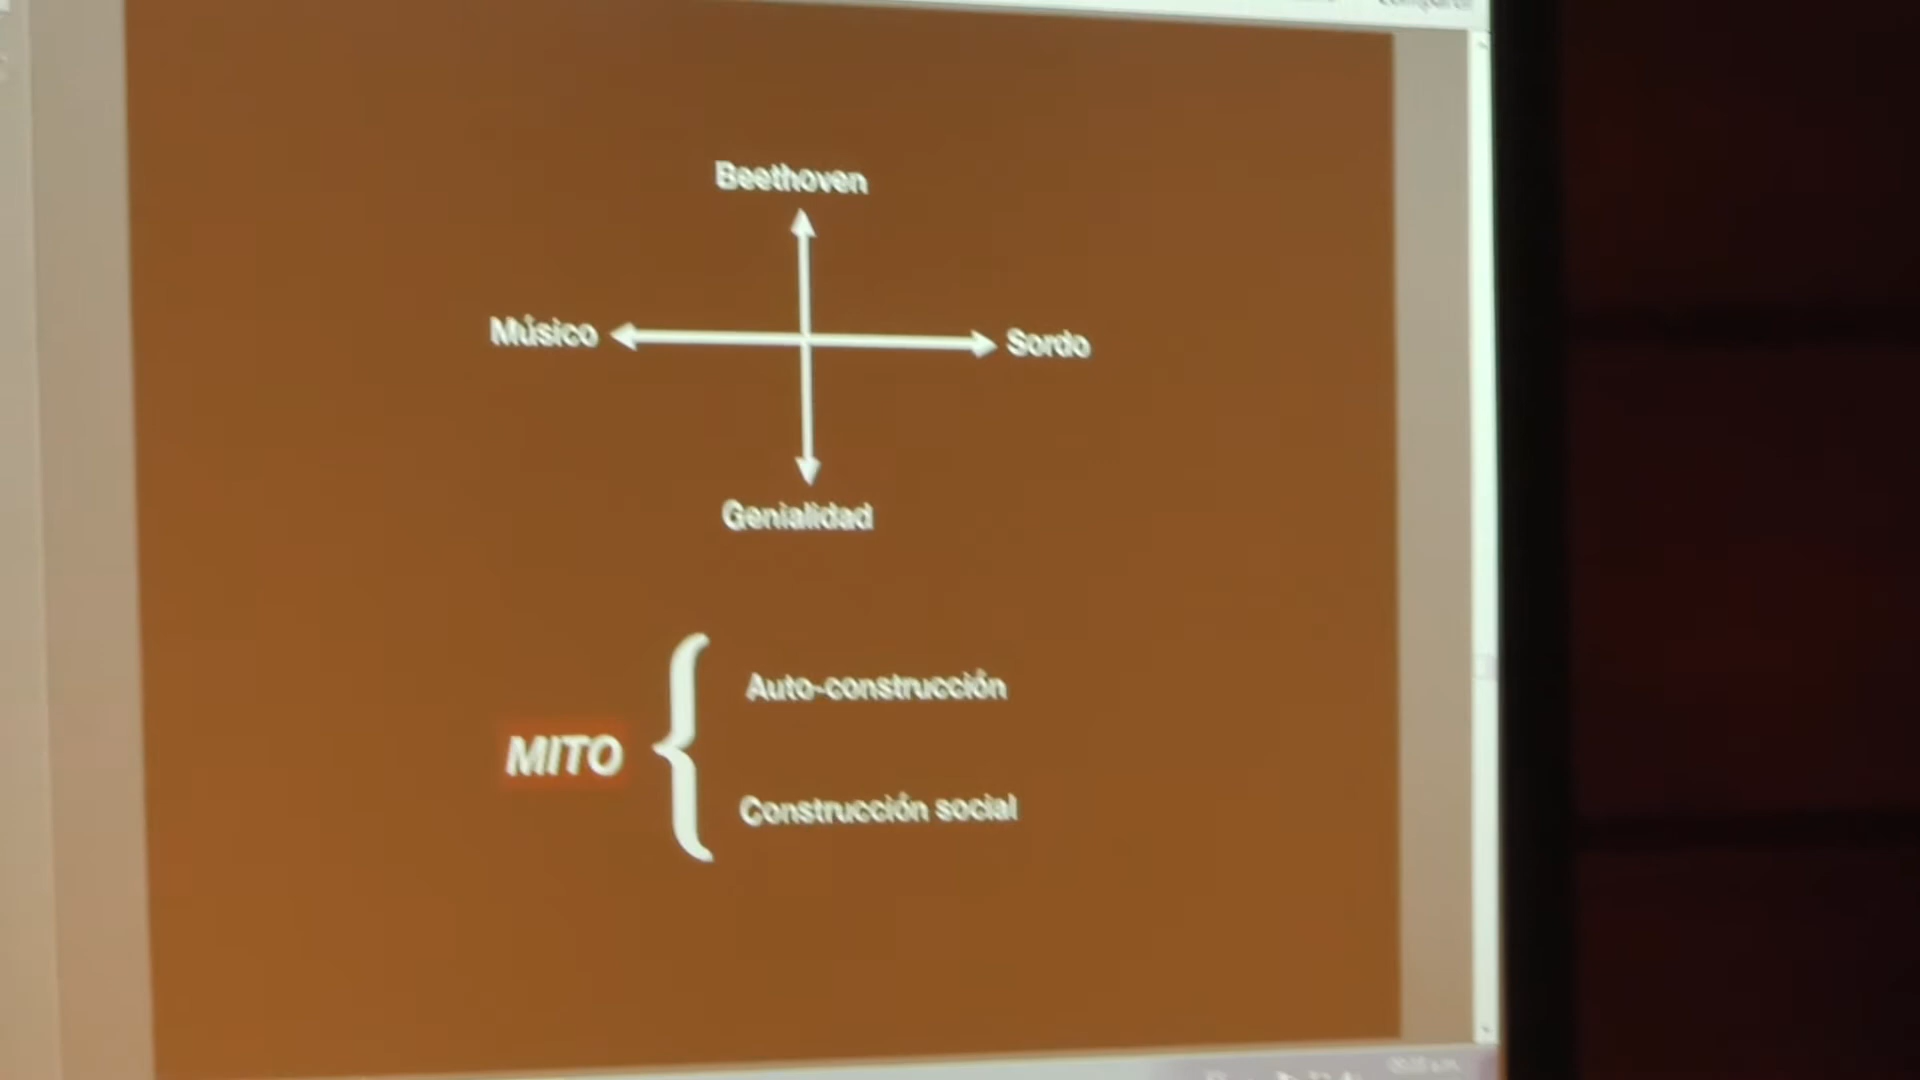 Beethoven
Músico
Sordo
Genialidad
Auto-construcción
MITO
Construcción social